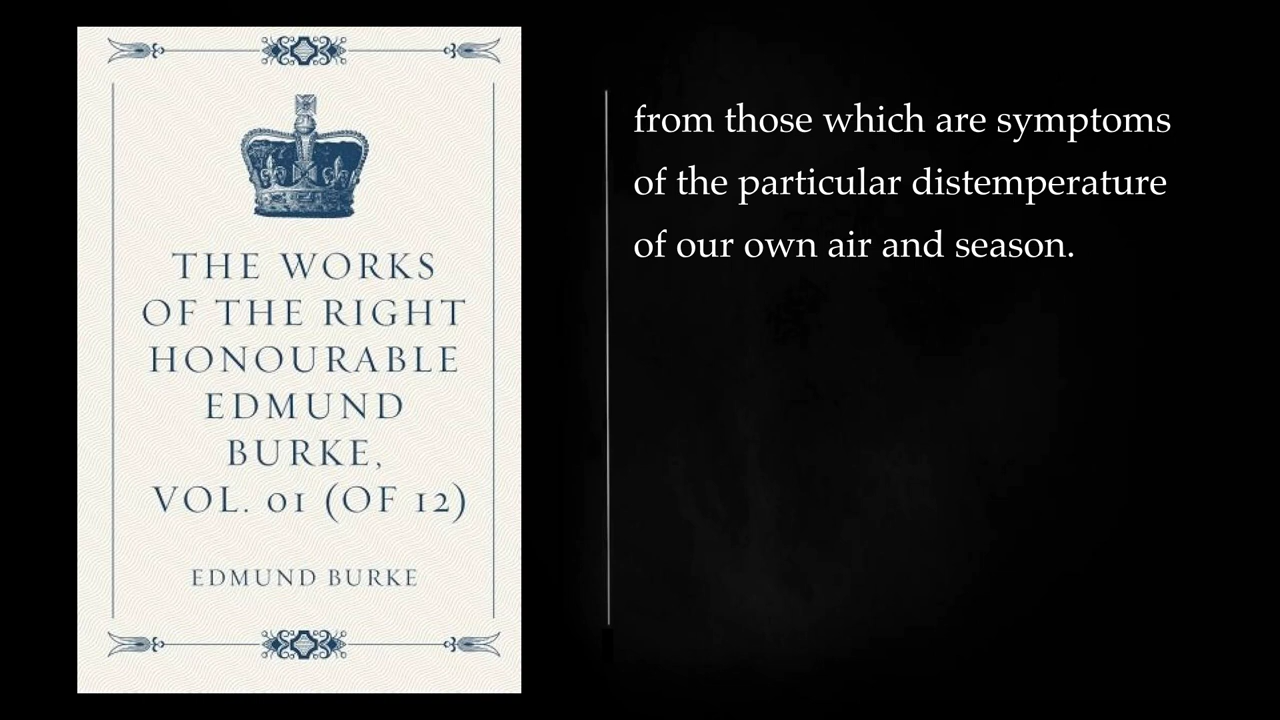 THE WORKS
OF THE RIGHT
HONOURABLE
EDMUND
BURKE,
VOL. 01 (OF 12)
EDMUND BURKE
from those which are symptoms
of the particular distemperature
of our own air and season.